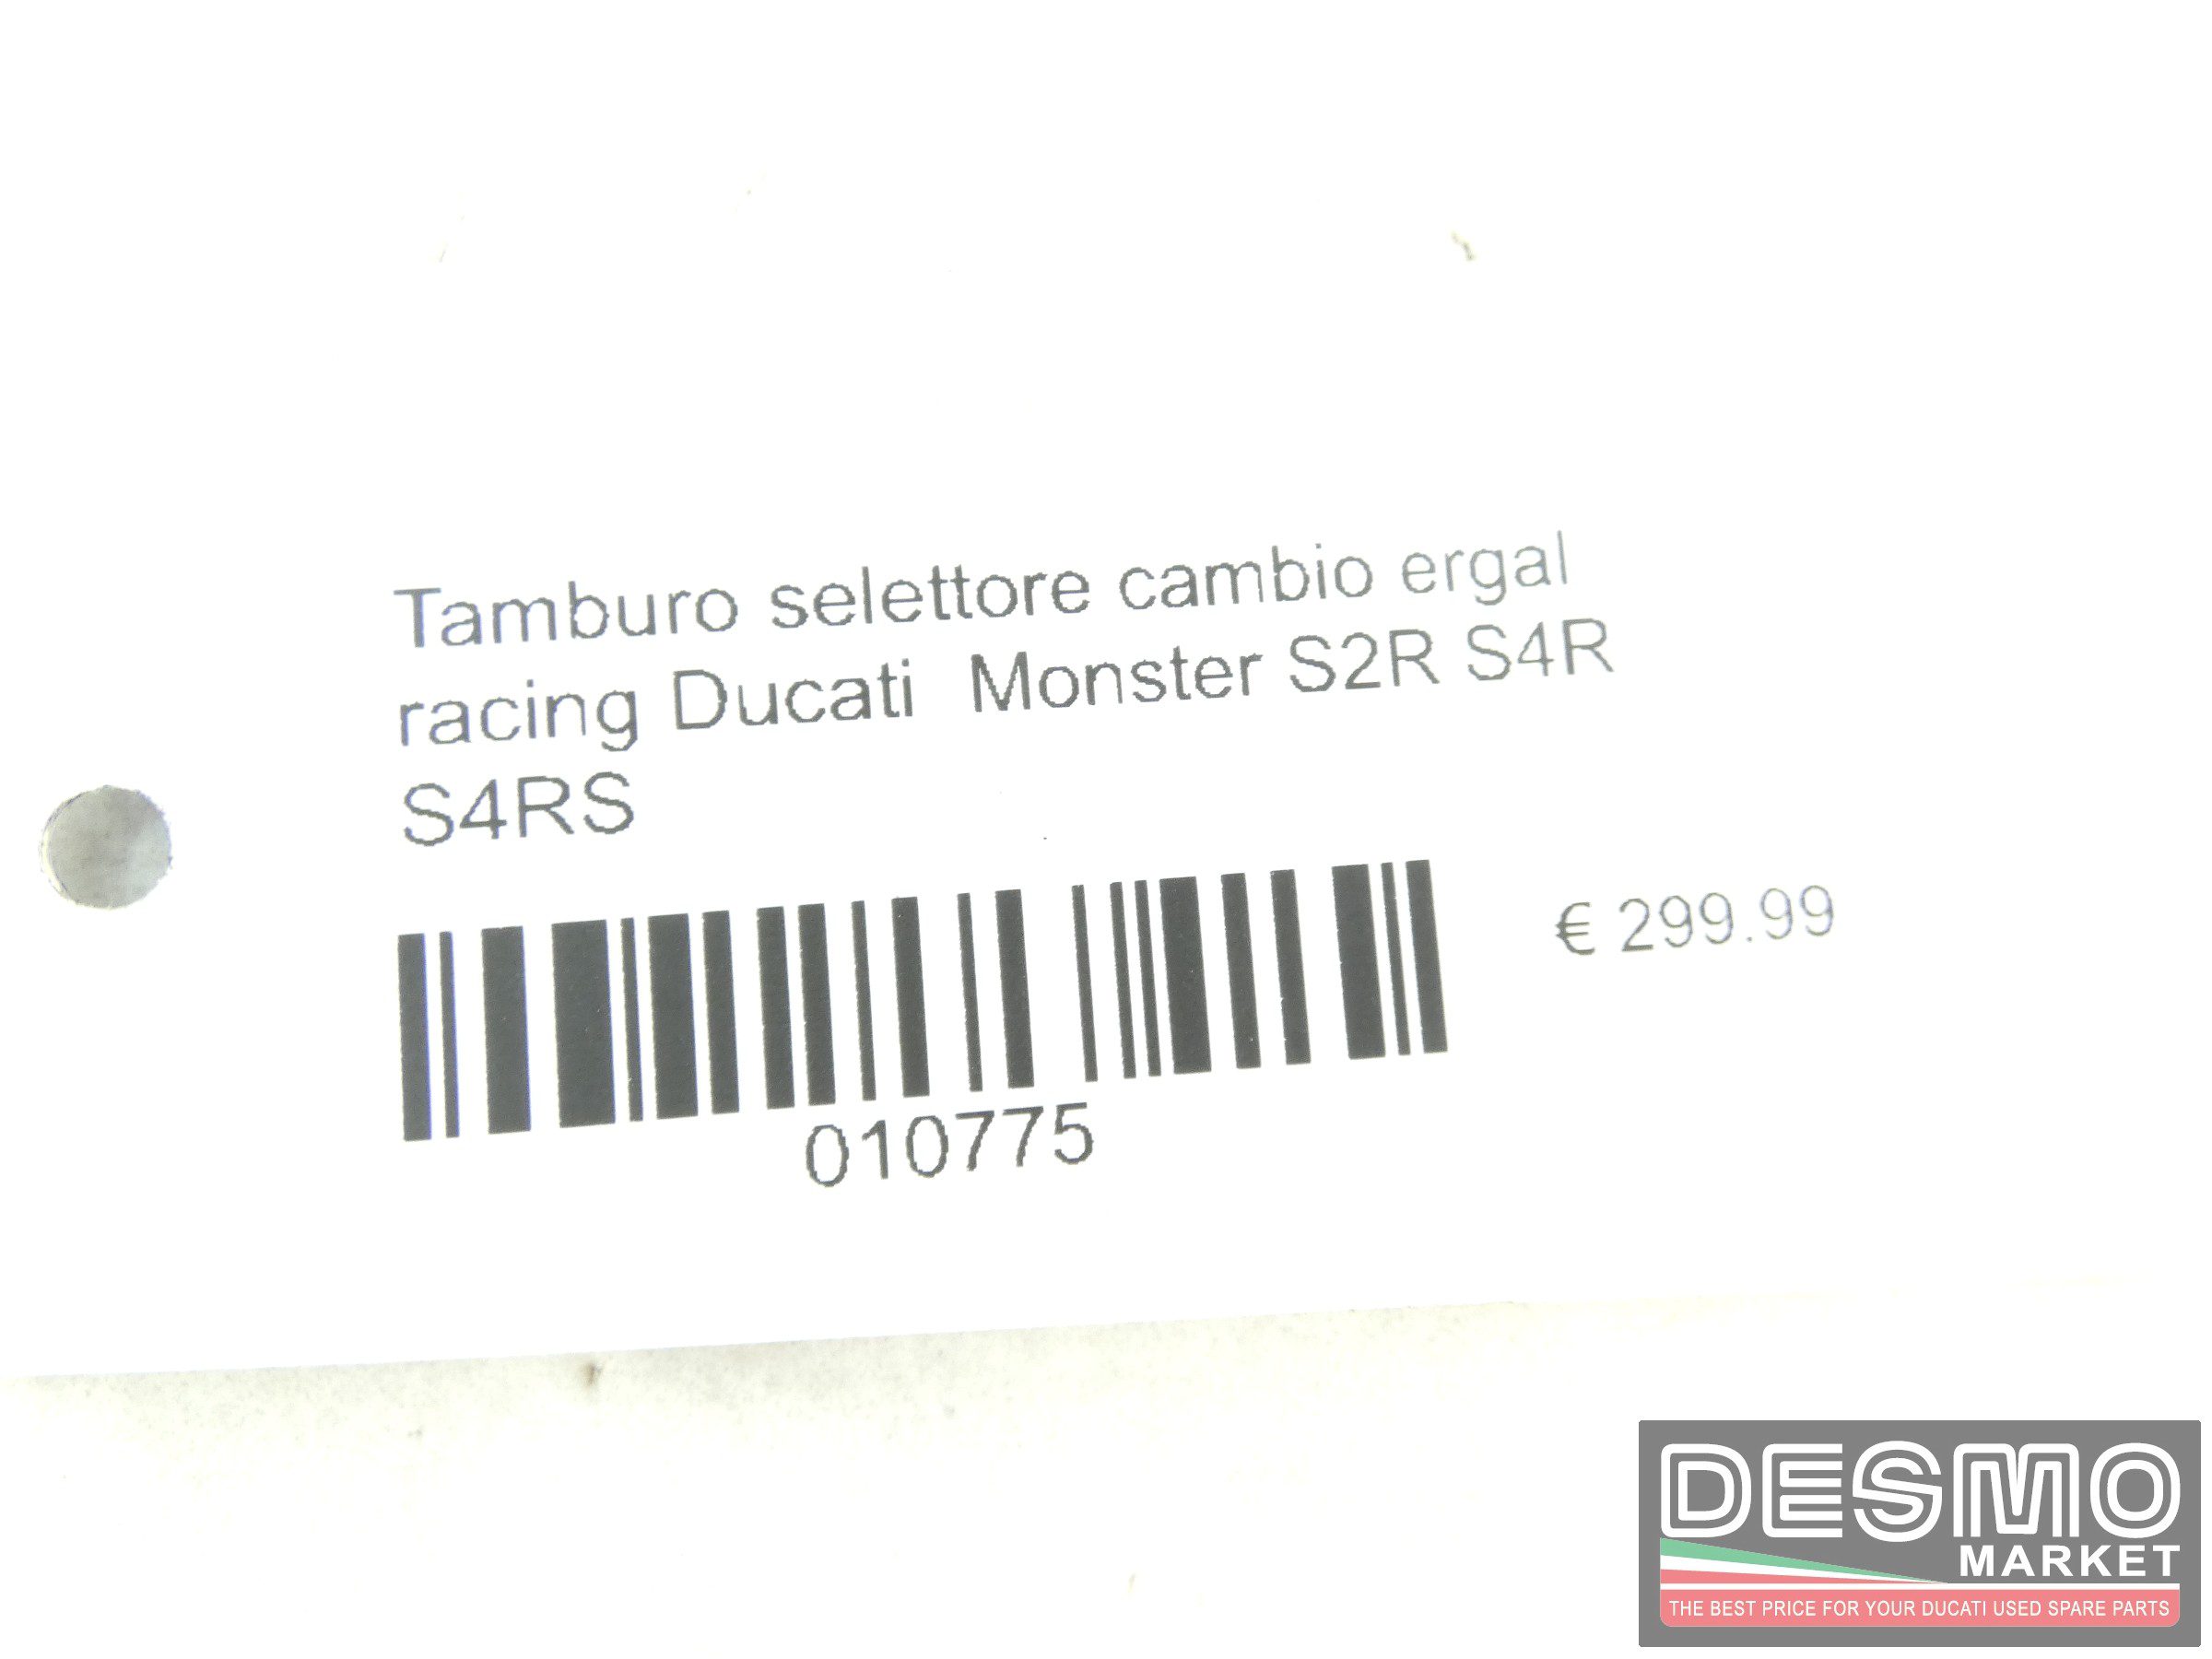 Tamburo selettore cambio ergal
racing Ducati  Monster S2R S4R
S4RS
€ 299.99
010775
DESMO
MARKET
THE BEST PRICE FOR YOUR DUCATI USED SPARE PARTS